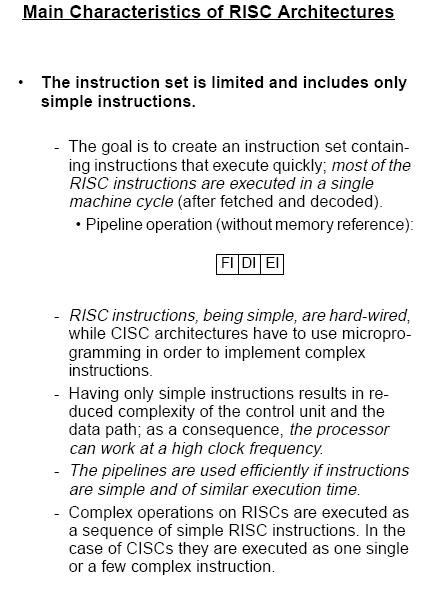 Main Characteristics of RISC Architectures
• The instruction set is limited and includes only
simple instructions.
- The goal is to create an instruction set contain-
ing instructions that execute quickly; most of the
RISC instructions are executed in a single
machine cycle (after fetched and decoded).
• Pipeline operation (without memory reference):
FI DI EI
- RISC instructions, being simple, are hard-wired,
while CISC architectures have to use micropro-
gramming in order to implement complex
instructions.
- Having only simple instructions results in re-
duced complexity of the control unit and the
data path; as a consequence, the processor
can work at a high clock frequency.
- The pipelines are used efficiently if instructions
are simple and of similar execution time.
- Complex operations on RISCs are executed as
a sequence of simple RISC instructions. In the
case of CISCs they are executed as one single
or a few complex instruction.